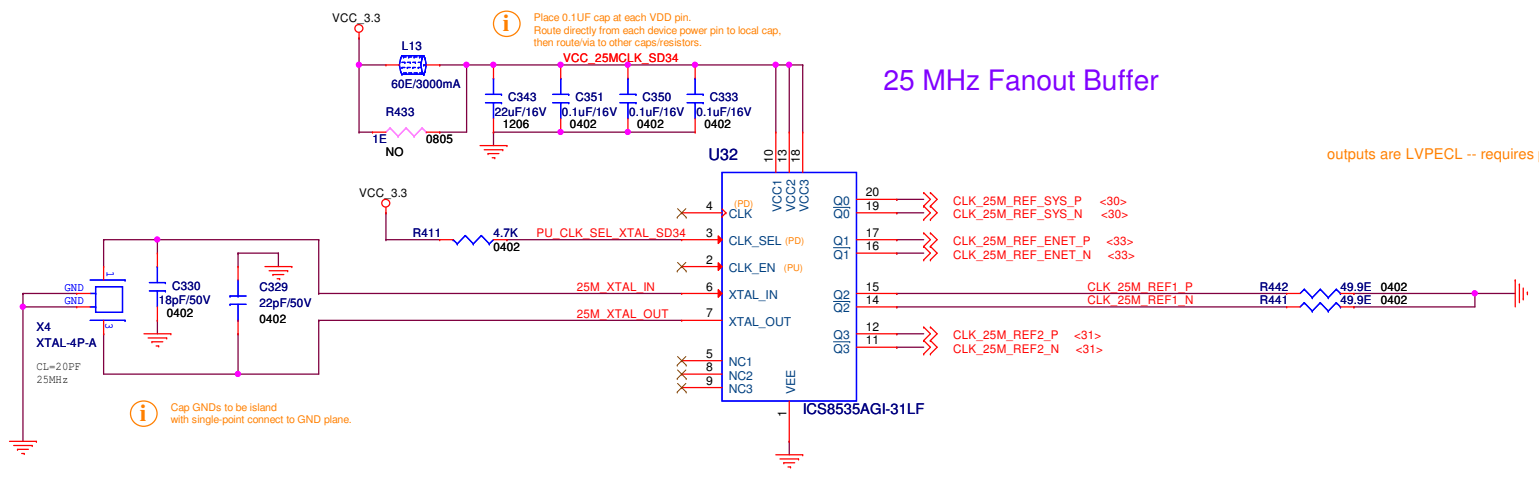 VCC_3.3
Place 0.1UF cap at each VDD pin.
Route directly from each device power pin to local cap,
then route/via to other caps/resistors.
L13
60E/3000mA
VCC_25MCLK_SD34
25 MHz Fanout Buffer
R433
1E
0805
NO
C343
22uF/16V
1206
C351
0.1uF/16V
0402
C350
0.1uF/16V
0402
C333
0.1uF/16V
0402
outputs are LVPECL -- requires
U32
10
13
18
VCC1
VCC2
VCC3
VCC_3.3
R411
4.7K
0402
PU_CLK_SEL_XTAL_SD34
4
(PD)
CLK
3
CLK_SEL (PD)
2
CLK_EN (PU)
25M_XTAL_IN
6
XTAL_IN
25M_XTAL_OUT
7
XTAL_OUT
5
NC1
8
NC2
9
NC3
VEE
1
ICS8535AGI-31LF
Q0
20
CLK_25M_REF_SYS_P <30>
Q0
19
CLK_25M_REF_SYS_N <30>
Q1
17
CLK_25M_REF_ENET_P <33>
Q1
16
CLK_25M_REF_ENET_N <33>
Q2
15
CLK_25M_REF1_P
R442
49.9E
0402
Q2
14
CLK_25M_REF1_N
R441
49.9E
0402
Q3
12
CLK_25M_REF2_P <31>
Q3
11
CLK_25M_REF2_N <31>
1
GND
GND
3
X4
XTAL-4P-A
CL=20PF
25MHz
C330
18pF/50V
0402
C329
22pF/50V
0402
i
i
Cap GNDs to be island
with single-point connect to GND plane.